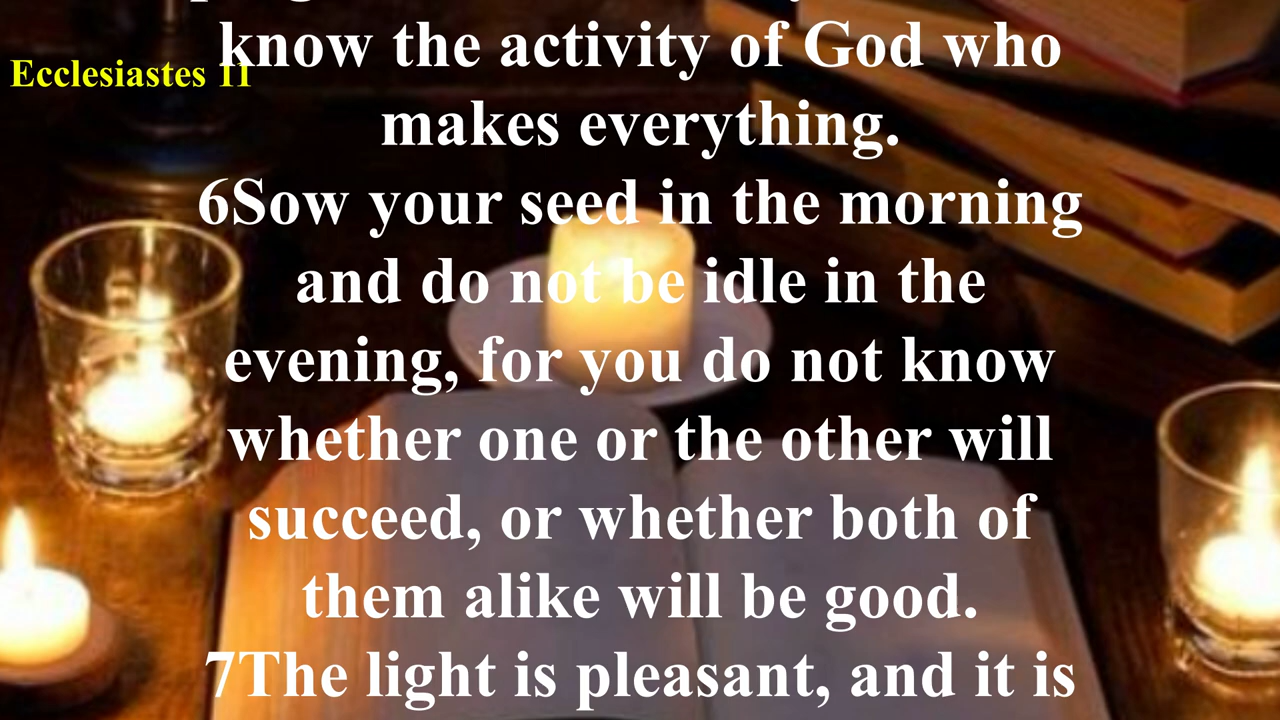 know the activity of God who
Ecclesiastes 11
makes everything.
6Sow your seed in the morning
and do not be idle in the
evening, for you do not know
whether one or the other will
succeed, or whether both of
them alike will be good.
7The light is pleasant, and it is